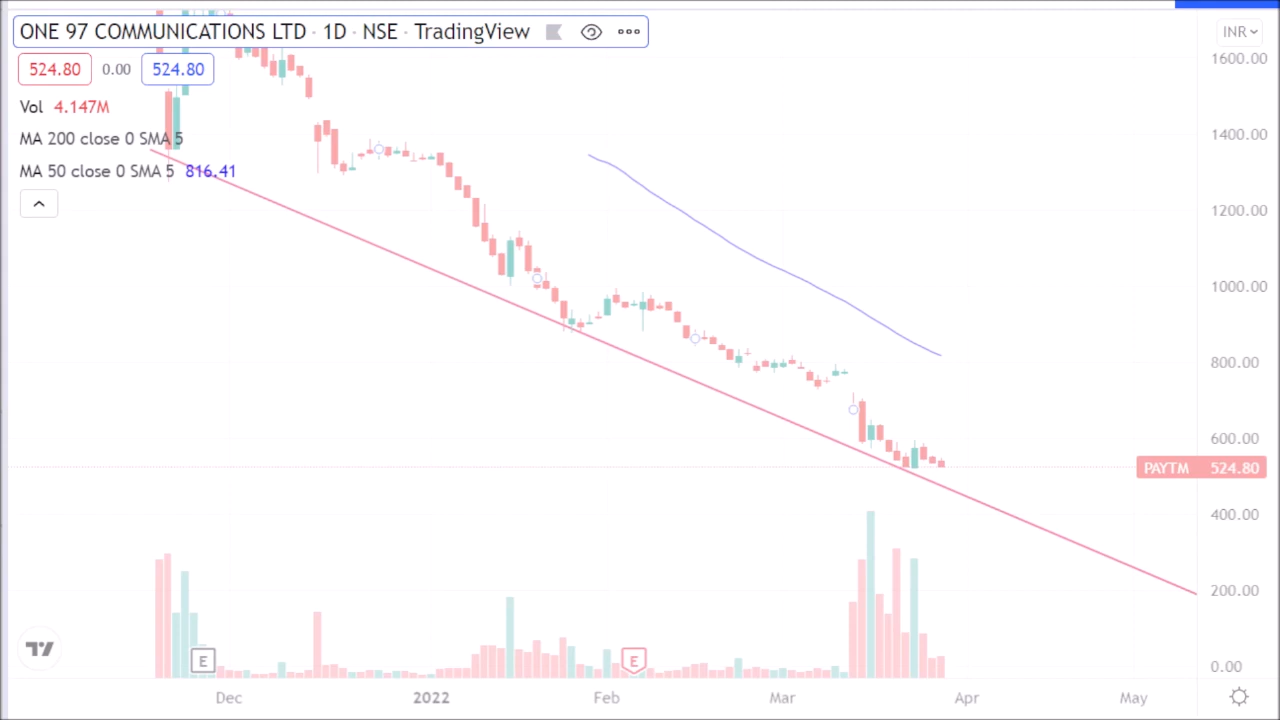 ONE 97 COMMUNICATIONS LTD · 1D · NSE · TradingView
INR
524.80 0.00 524.80
Vol 4.147M
MA 200 close 0 SMA 5
MA 50 close 0 SMA 5 816.41
1600.00
1400.00
1200.00
1000.00
800.00
600.00
PAYTM 524.80
400.00
200.00
0.00
E
E
Dec 2022 Feb Mar Apr May